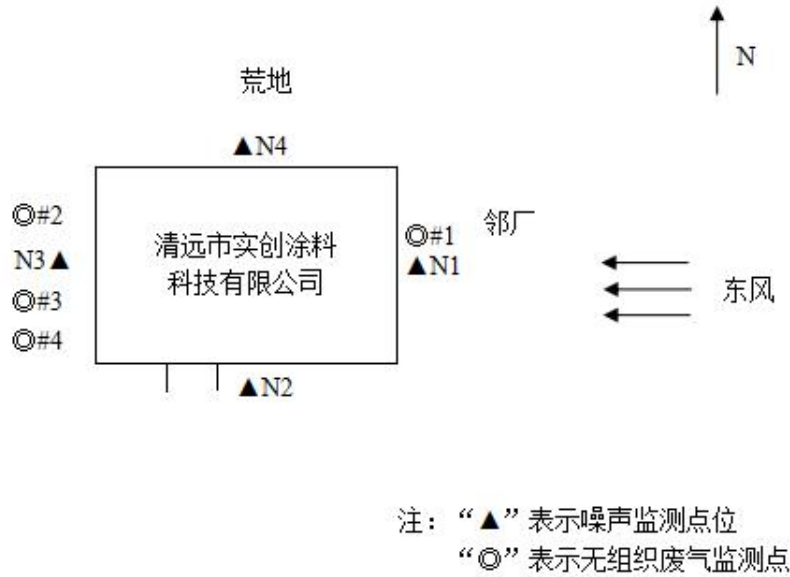 N
荒地
▲N4
◎#2
N3▲
◎#3
◎#4
清远市实创涂料
科技有限公司
◎#1
▲N1
邻厂
东风
▲N2
注：“▲”表示噪声监测点位
“◎”表示无组织废气监测点